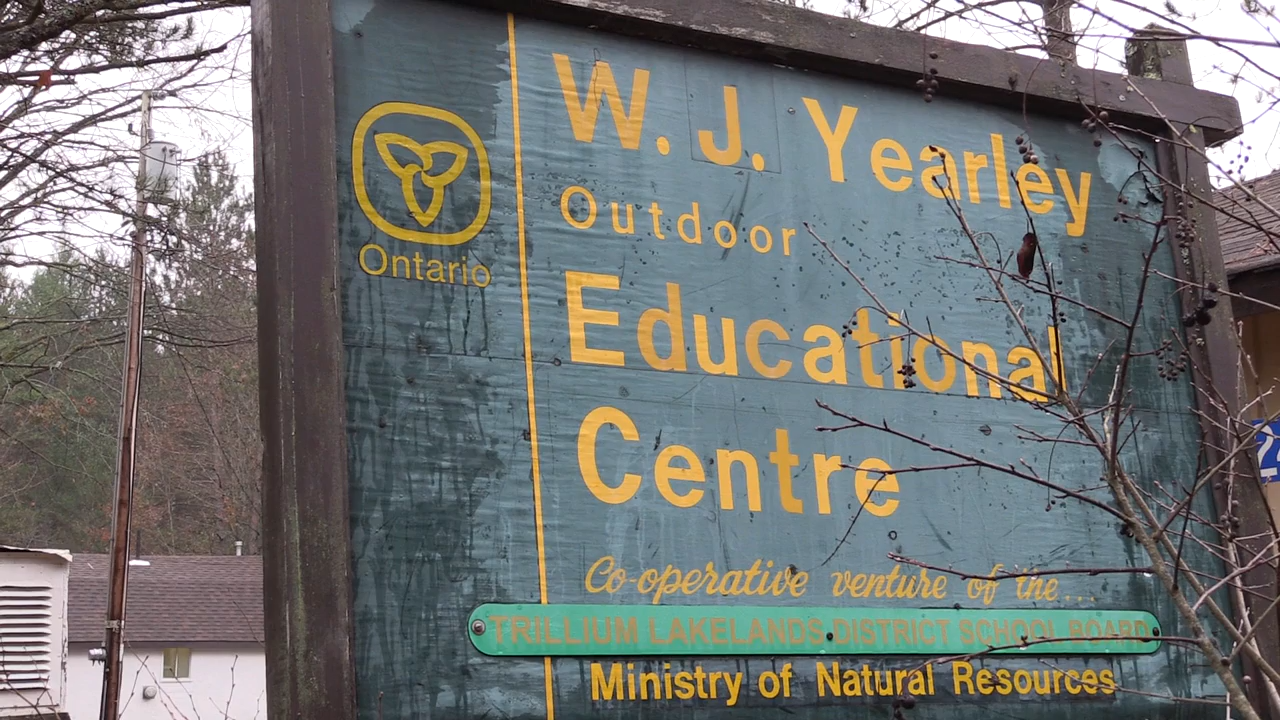 W. J. Yearley
Outdoor
Educational
Centre
Ontario
Co-operative venture of the...
TRILLIUM LAKELANDS DISTRICT SCHOOL BOARD
Ministry of Natural Resources